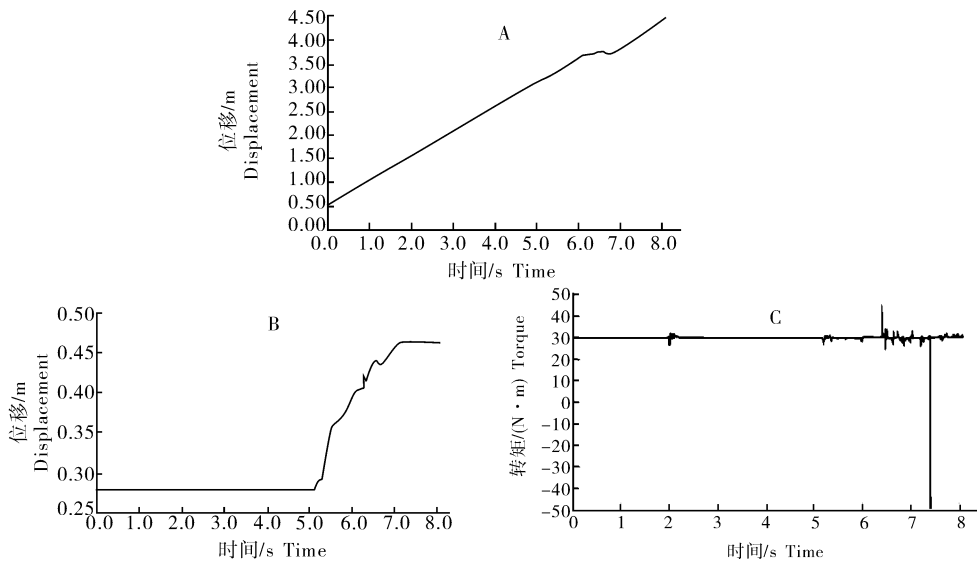 A
4.50
4.00
3.50
3.00
2.50
2.00
1.50
1.00
0.50
0.00
位移/m
Displacement
0.0 1.0 2.0 3.0 4.0 5.0 6.0 7.0 8.0
时间/s Time
B
0.50
0.45
0.40
0.35
0.30
0.25
位移/m
Displacement
0.0 1.0 2.0 3.0 4.0 5.0 6.0 7.0 8.0
时间/s Time
C
50
40
30
20
10
0
-10
-20
-30
-40
-50
转矩/(N·m) Torque
0 1 2 3 4 5 6 7 8
时间/s Time